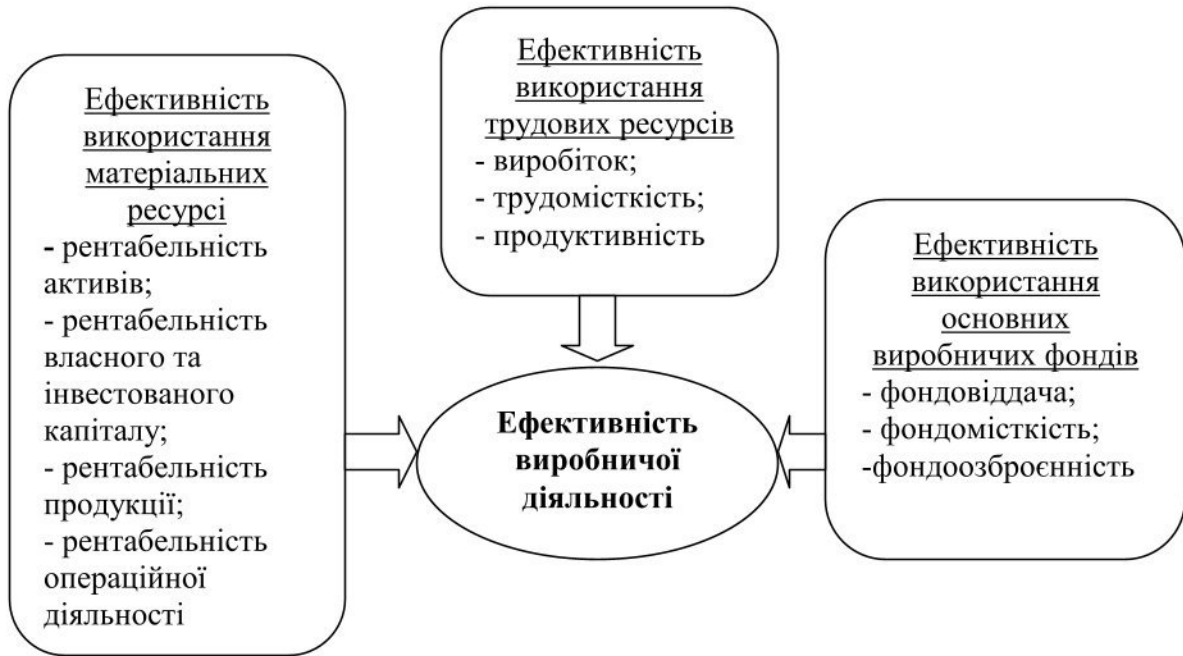 Ефективність
використання
матеріальних
ресурсі
- рентабельність
активів;
- рентабельність
власного та
інвестованого
капіталу;
- рентабельність
продукції;
- рентабельність
операційної
діяльності
Ефективність
використання
трудових ресурсів
- виробіток;
- трудомісткість;
- продуктивність
Ефективність
використання
основних
виробничих фондів
- фондовіддача;
- фондомісткість;
-фондоозброєнність
Ефективність
виробничої
діяльності